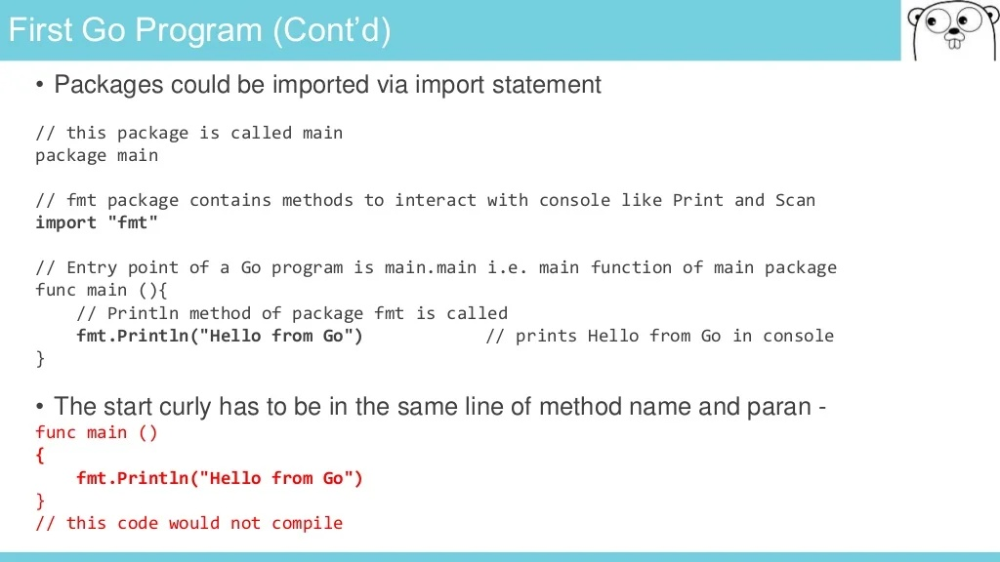 First Go Program (Cont’d)
• Packages could be imported via import statement
// this package is called main
package main
// fmt package contains methods to interact with console like Print and Scan
import "fmt"
// Entry point of a Go program is main.main i.e. main function of main package
func main (){
    // Println method of package fmt is called
    fmt.Println("Hello from Go")            // prints Hello from Go in console
}
• The start curly has to be in the same line of method name and paran -
func main ()
{
    fmt.Println("Hello from Go")
}
// this code would not compile